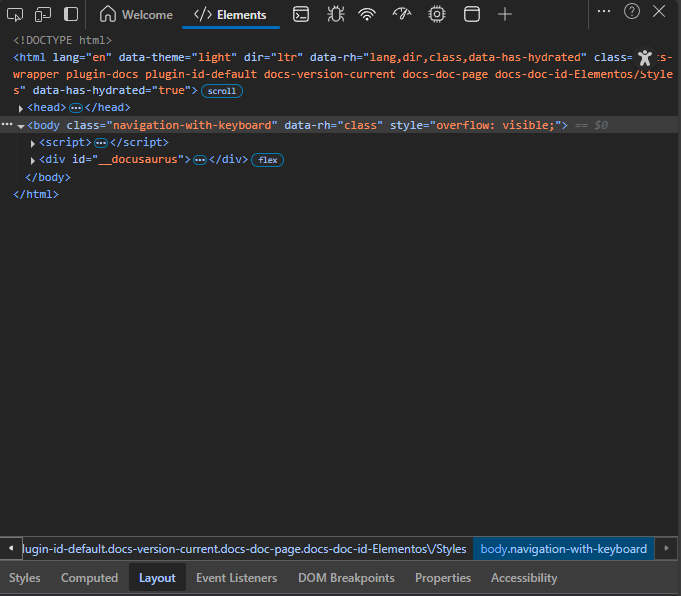 Welcome </> Elements
<!DOCTYPE html>
<html lang="en" data-theme="light" dir="ltr" data-rh="lang,dir,class,data-has-hydrated" class= s-
wrapper plugin-docs plugin-id-default docs-version-current docs-doc-page docs-doc-id-Elementos/Style
s" data-has-hydrated="true"> scroll
<head> ••• </head>
••• <body class="navigation-with-keyboard" data-rh="class" style="overflow: visible;"> == $0
<script> ••• </script>
<div id="__docusaurus"> ••• </div> flex
</body>
</html>
lugin-id-default.docs-version-current.docs-doc-page.docs-doc-id-Elementos\/Styles body.navigation-with-keyboard
Styles Computed Layout Event Listeners DOM Breakpoints Properties Accessibility